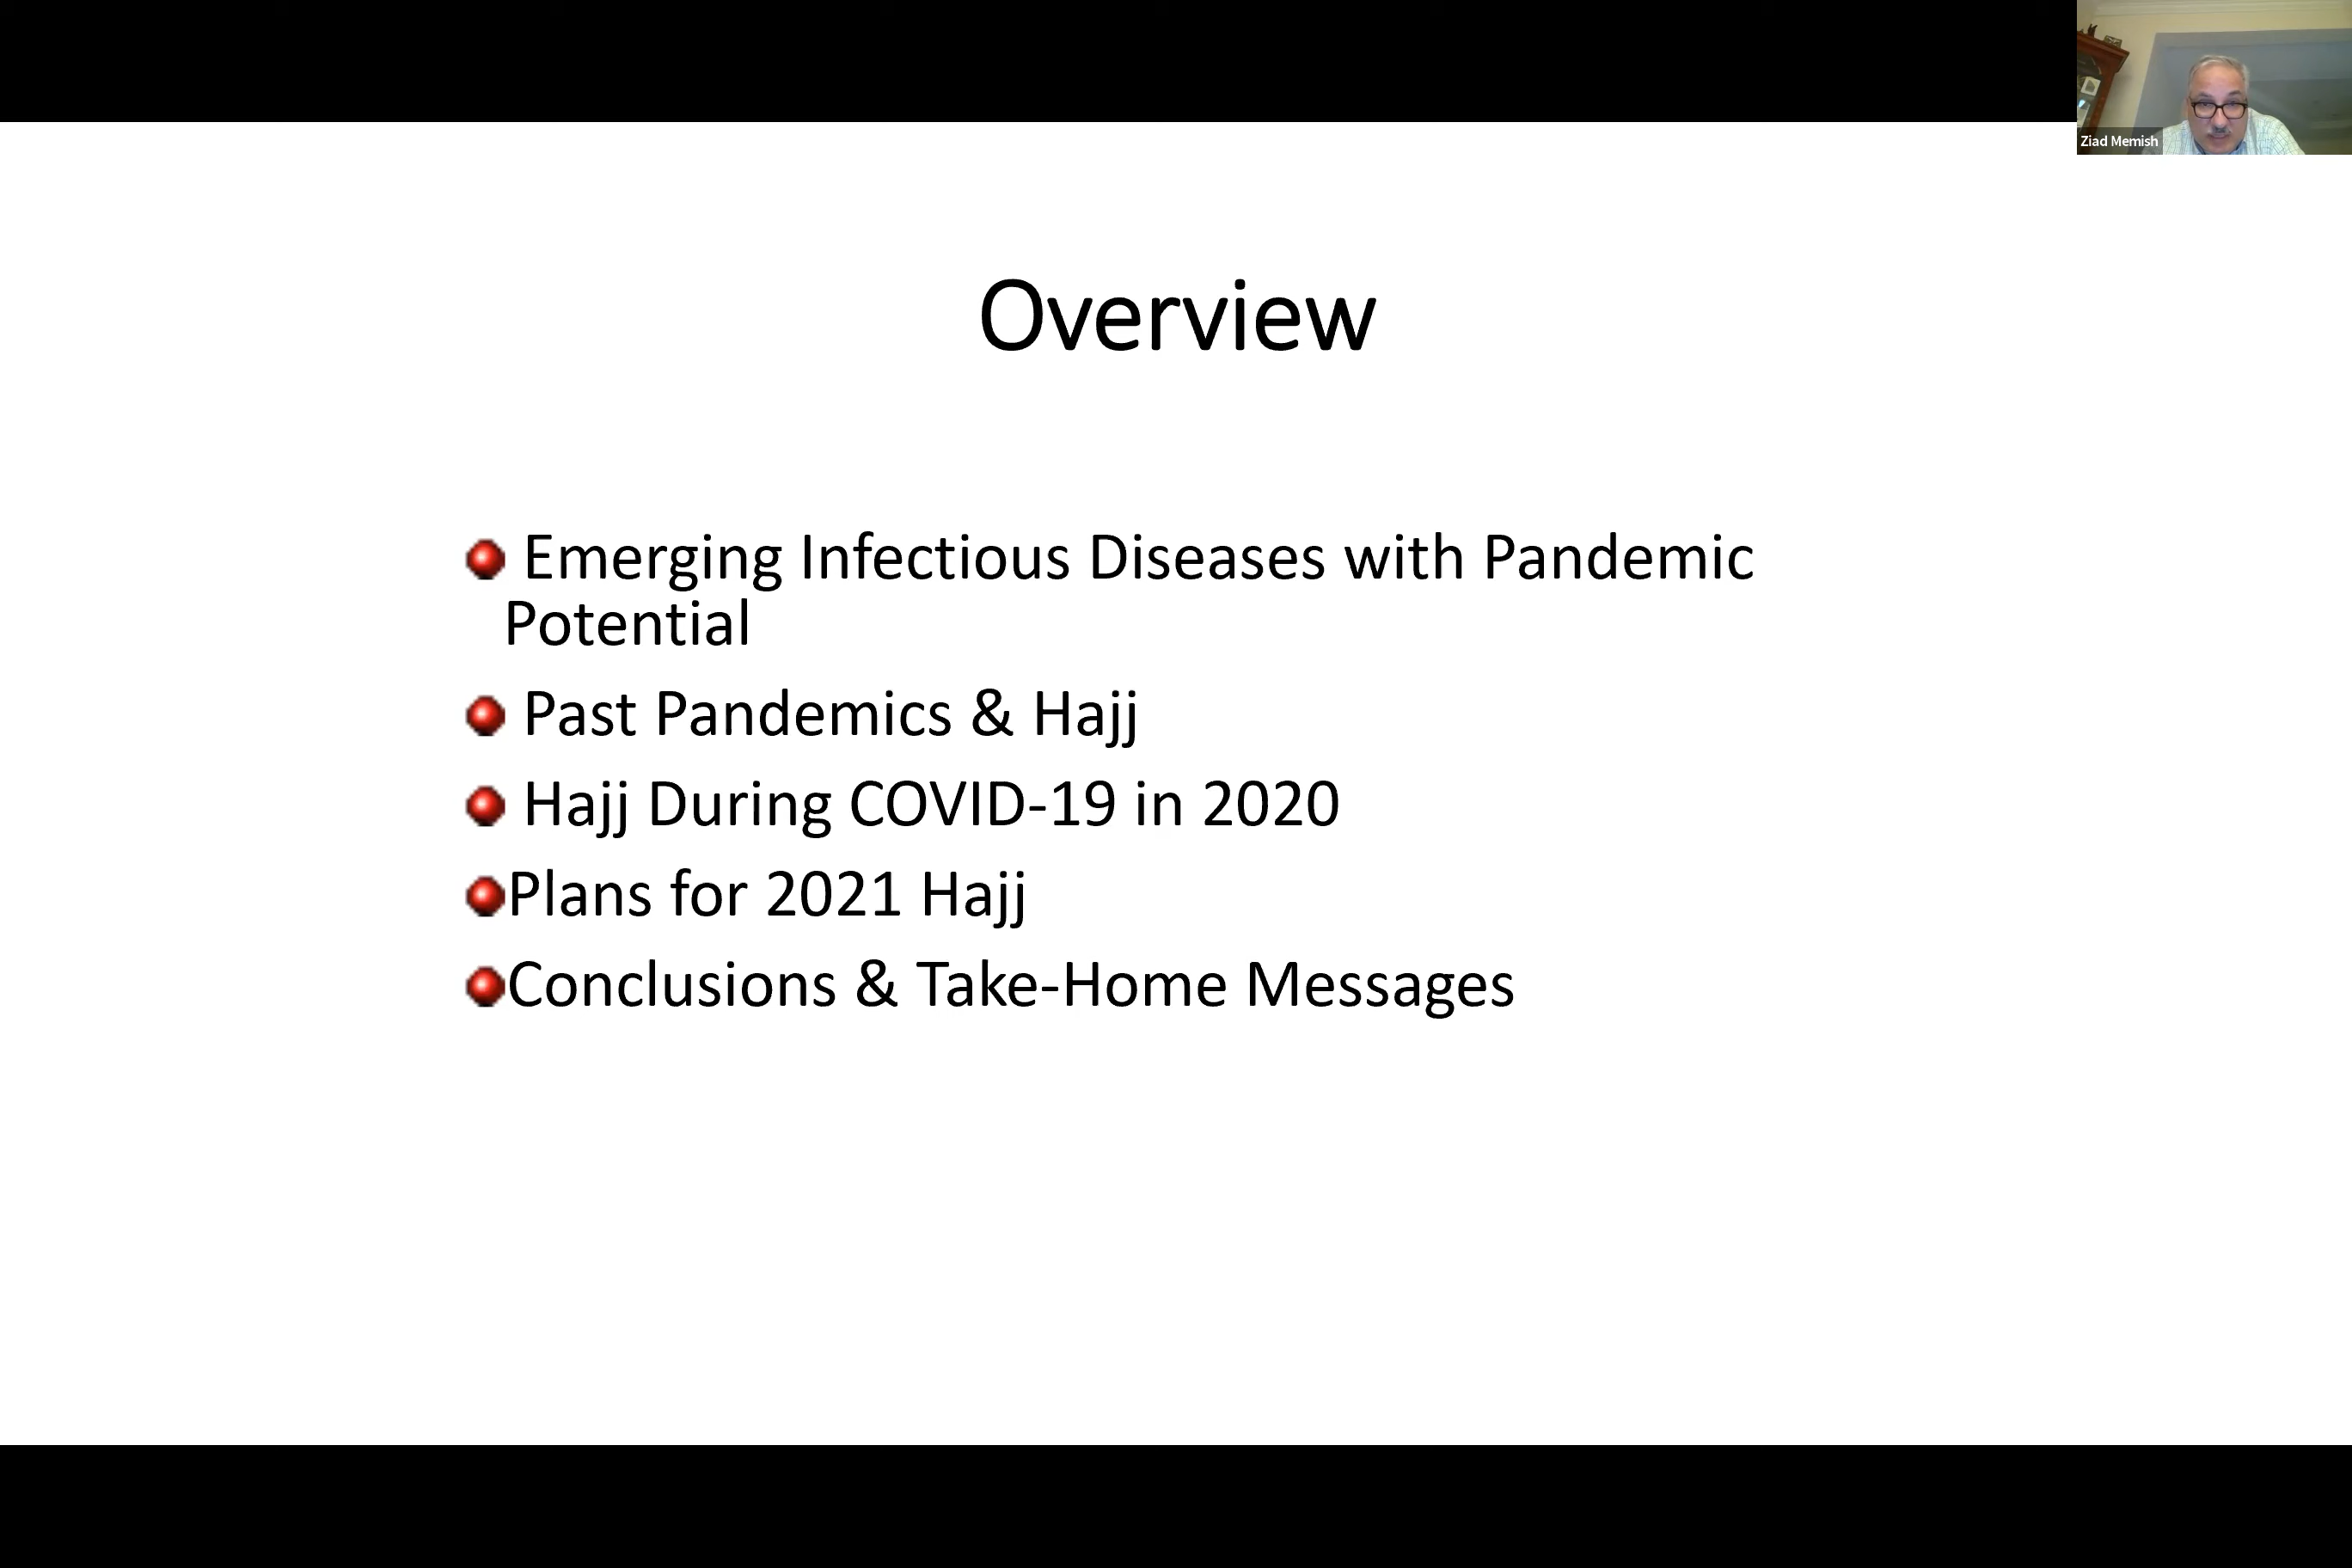 Ziad Memish
Overview
Emerging Infectious Diseases with Pandemic
Potential
Past Pandemics & Hajj
Hajj During COVID-19 in 2020
Plans for 2021 Hajj
Conclusions & Take-Home Messages